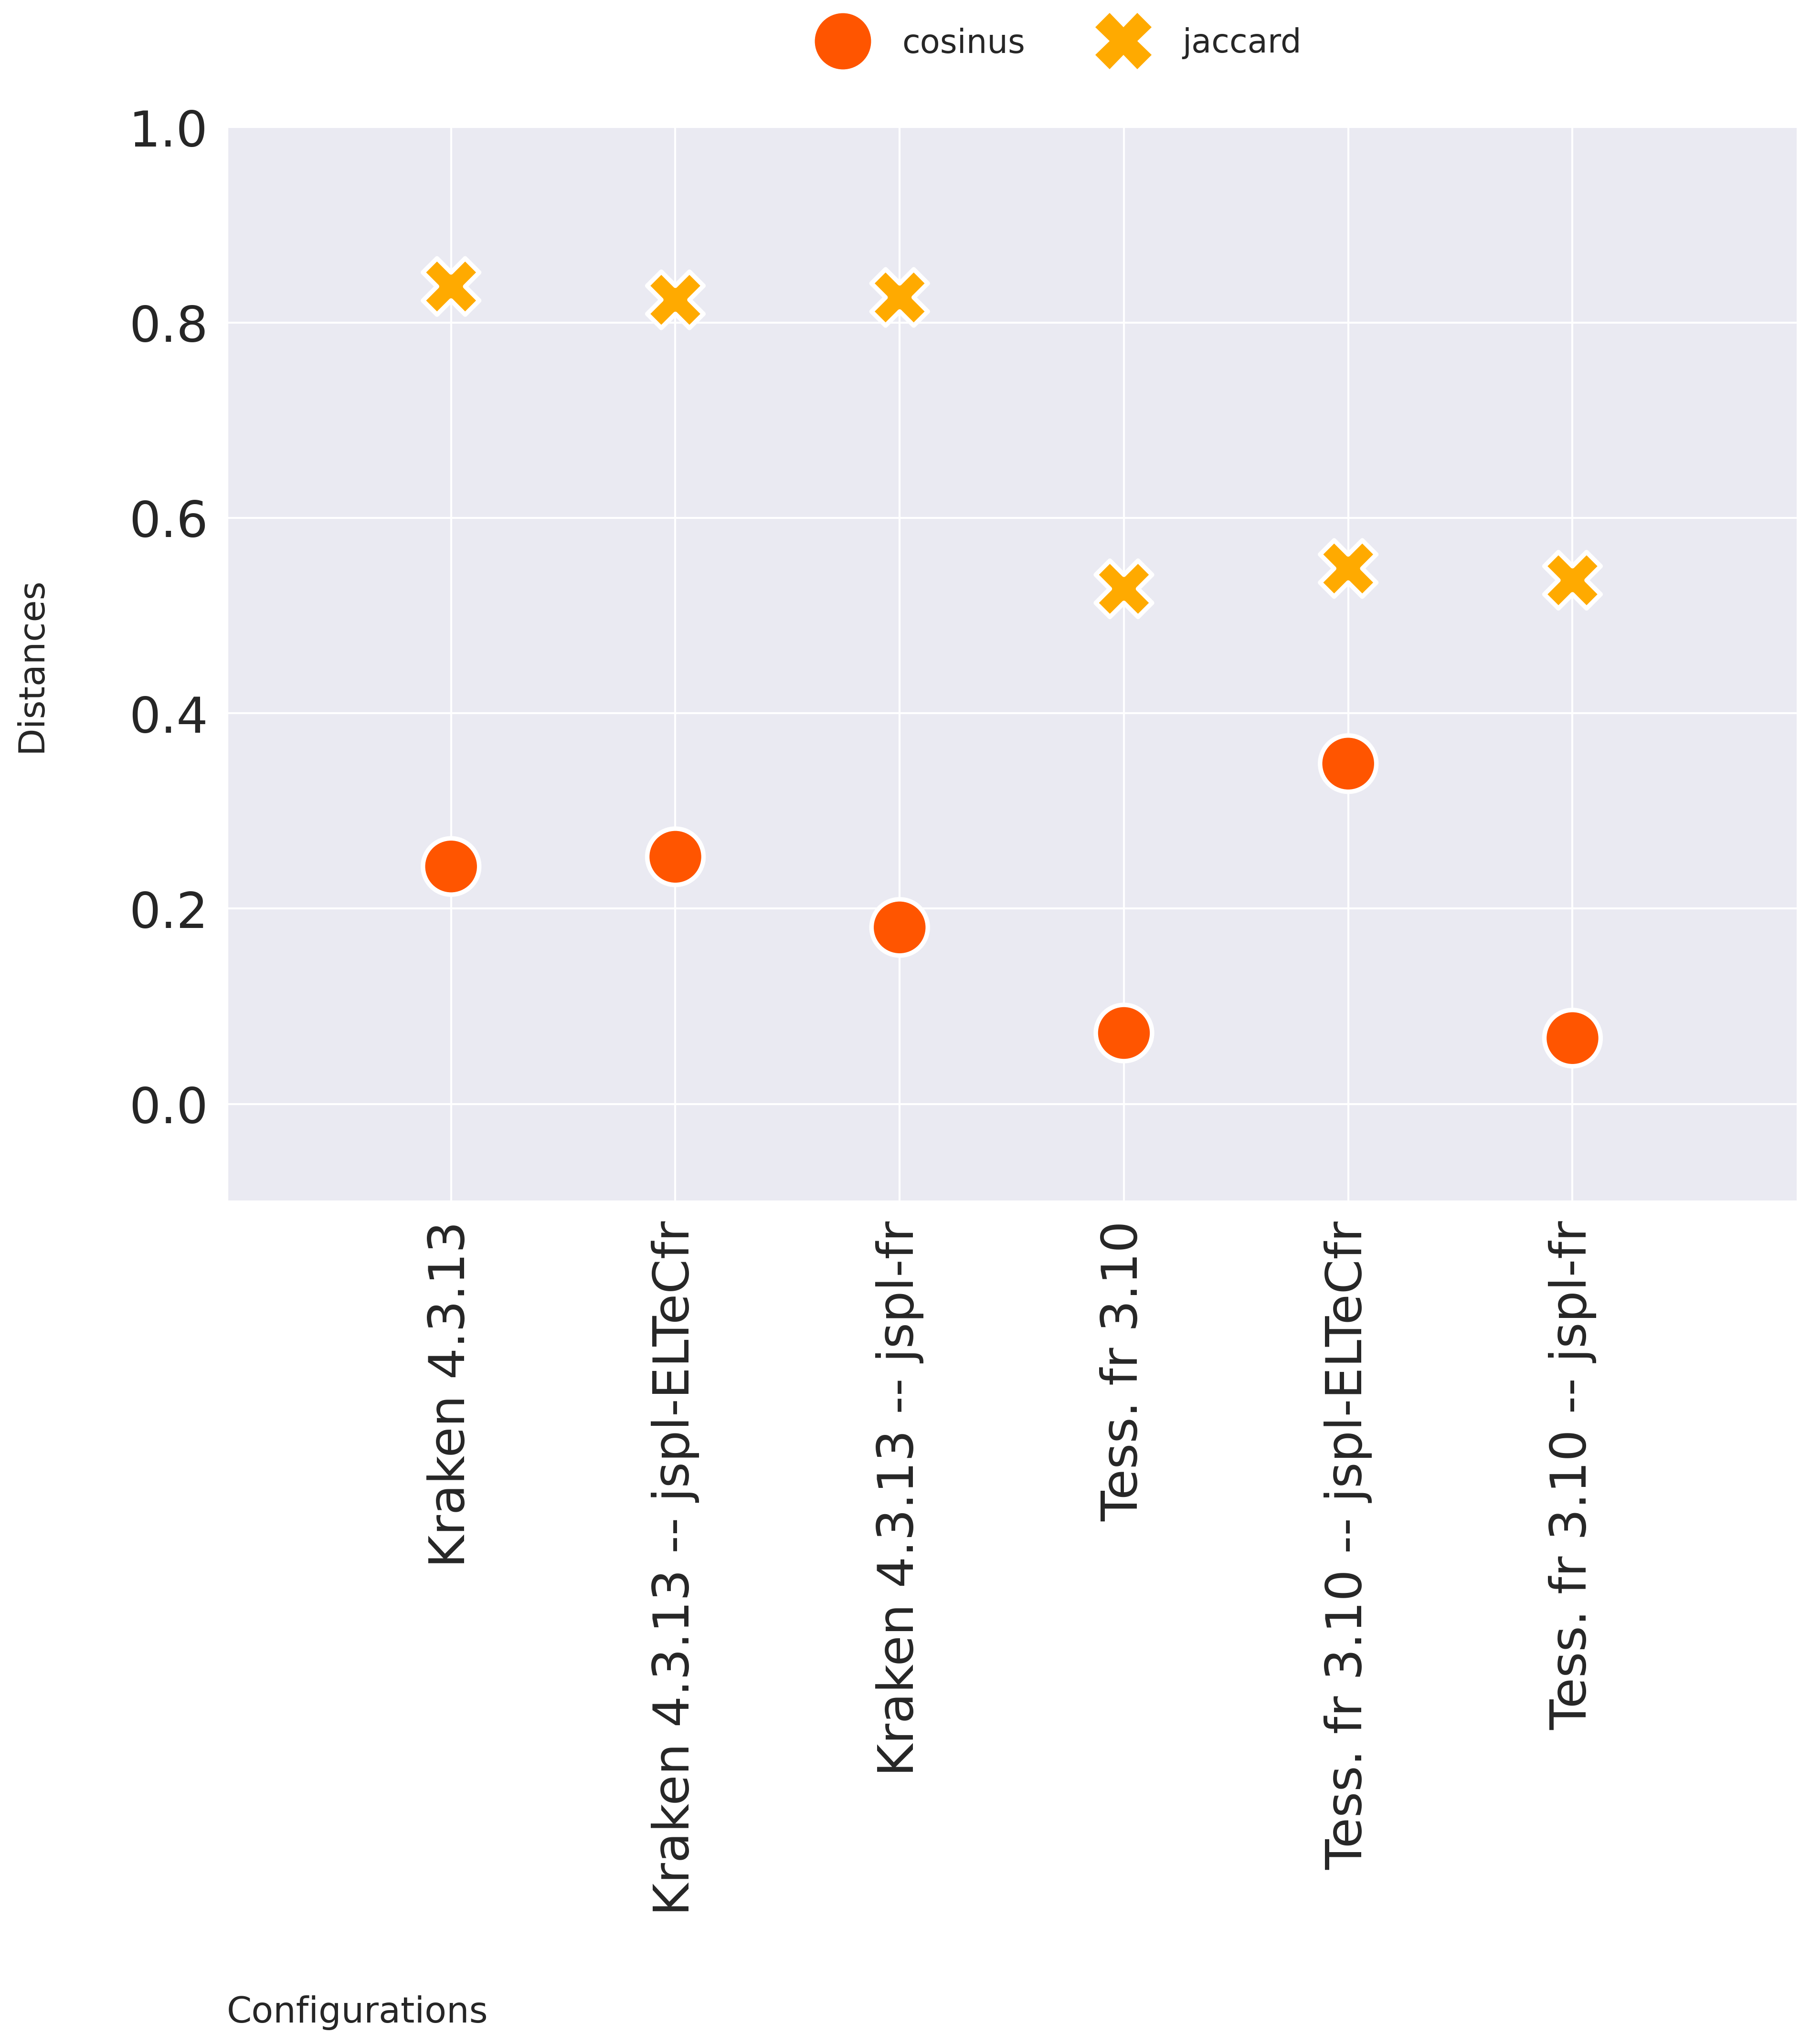 cosinus jaccard
1.0
0.8
0.6
0.4
0.2
0.0
Distances
Kraken 4.3.13
Kraken 4.3.13 -- jspl-ELTeCfr
Kraken 4.3.13 -- jspl-fr
Tess. fr 3.10
Tess. fr 3.10 -- jspl-ELTeCfr
Tess. fr 3.10 -- jspl-fr
Configurations